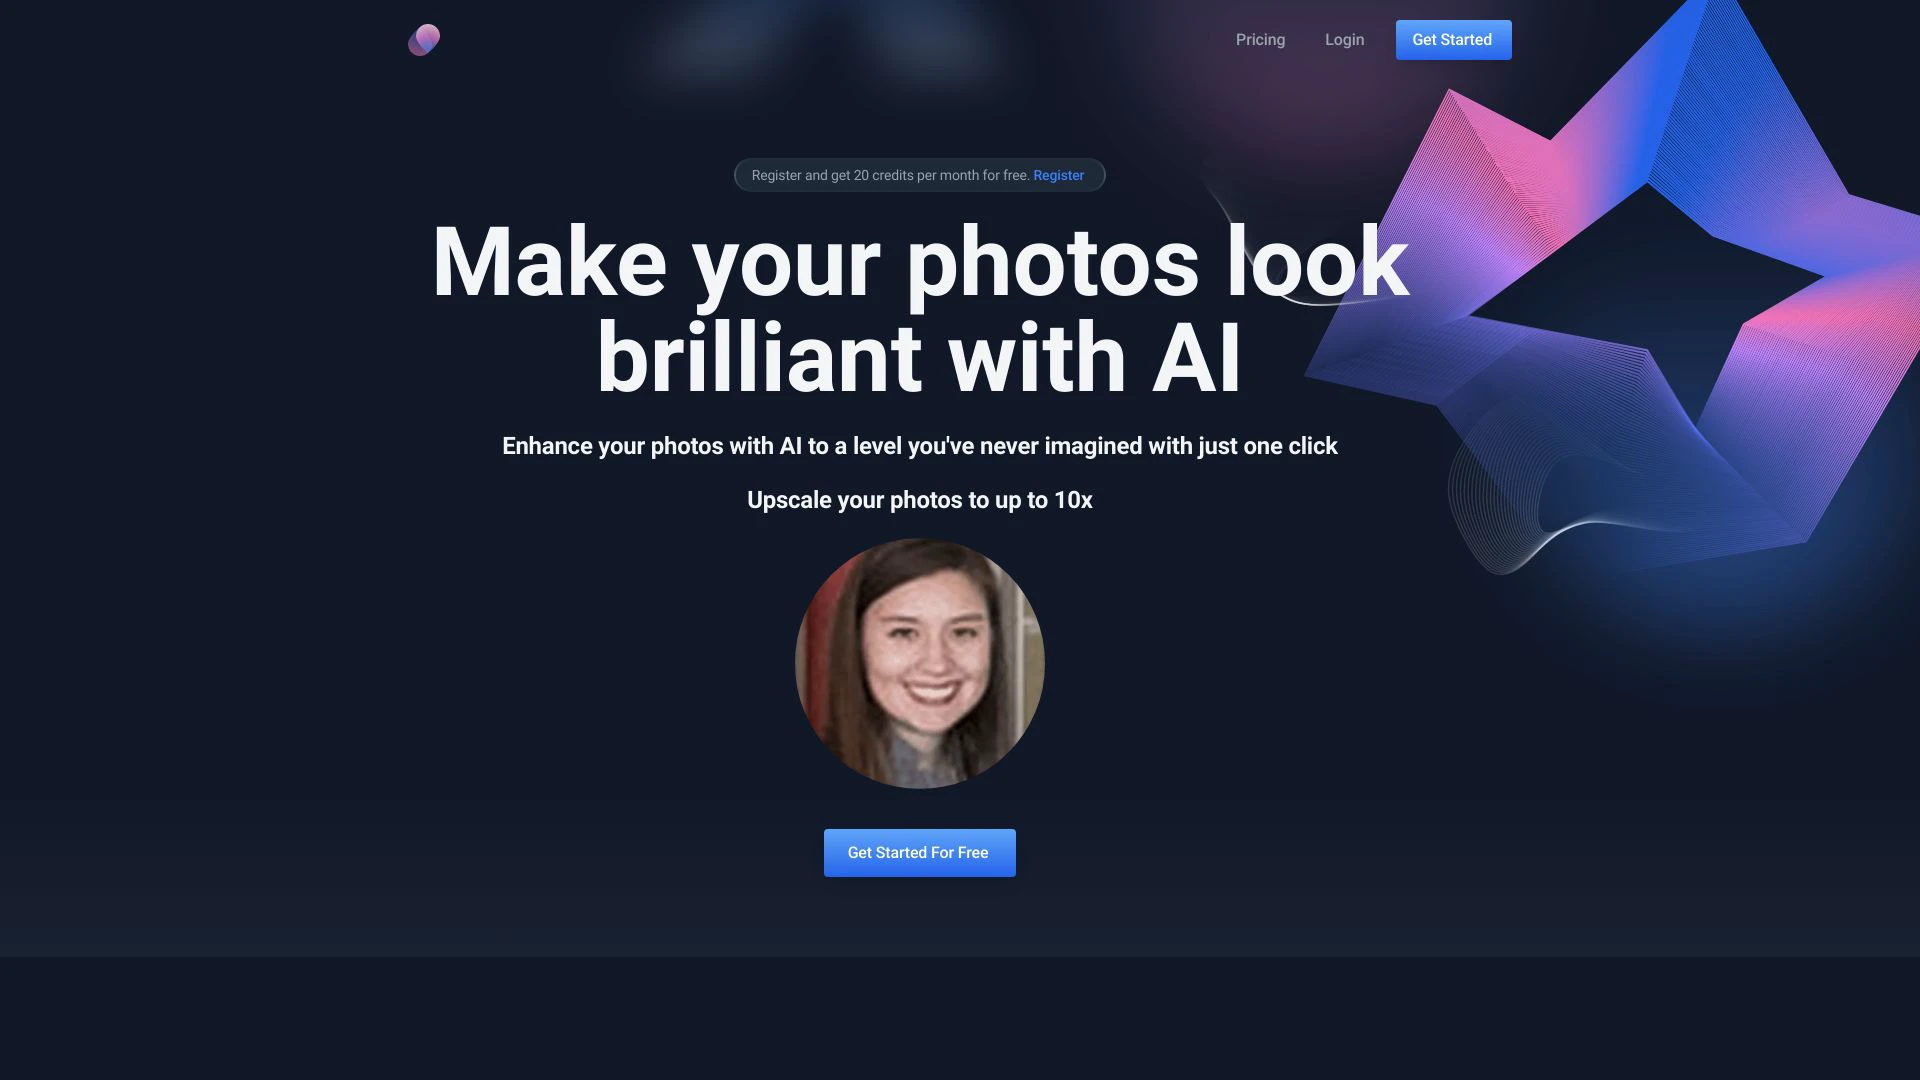 Pricing
Login
Get Started
Register and get 20 credits per month for free. Register
Make your photos look
brilliant with AI
Enhance your photos with AI to a level you've never imagined with just one click
Upscale your photos to up to 10x
Get Started For Free